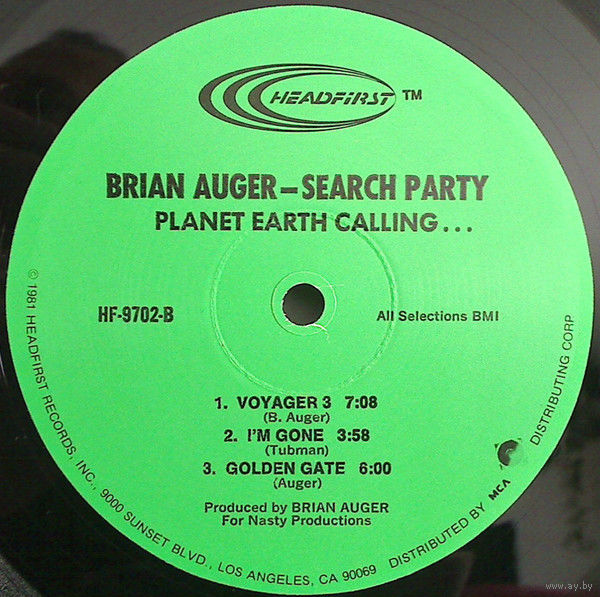 HEADFIRST ™
BRIAN AUGER–SEARCH PARTY
PLANET EARTH CALLING...
HF-9702-B
All Selections BMI
1. VOYAGER 3 7:08
(B. Auger)
2. I'M GONE 3:58
(Tubman)
3. GOLDEN GATE 6:00
(Auger)
Produced by BRIAN AUGER
For Nasty Productions
© 1981 HEADFIRST RECORDS, INC., 9000 SUNSET BLVD., LOS ANGELES, CA 90069 DISTRIBUTED BY MCA DISTRIBUTING CORP
www.ay.by